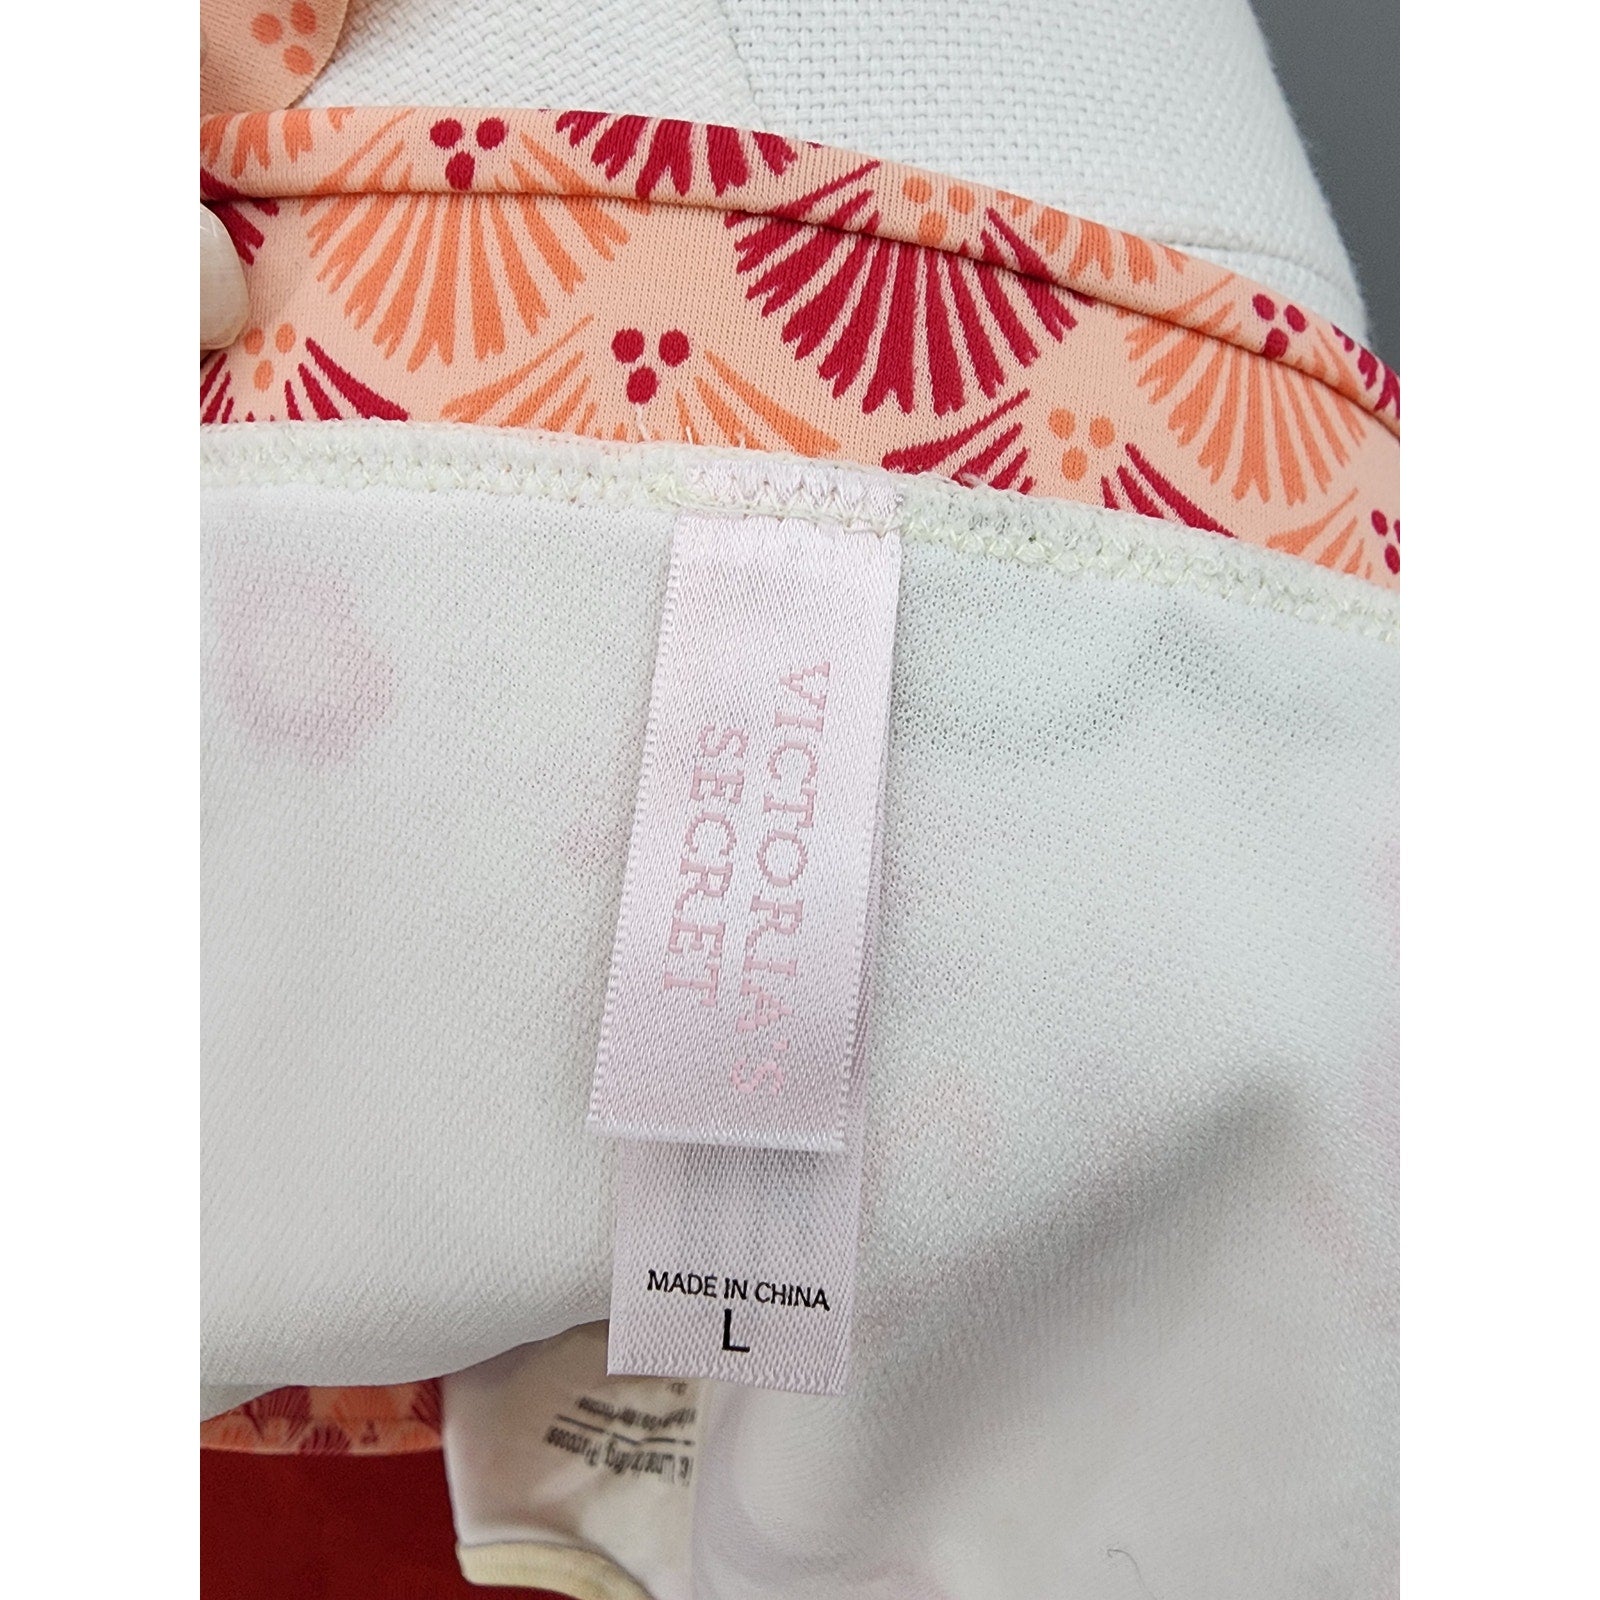 VICTORIA'S
SECRET
MADE IN CHINA
L